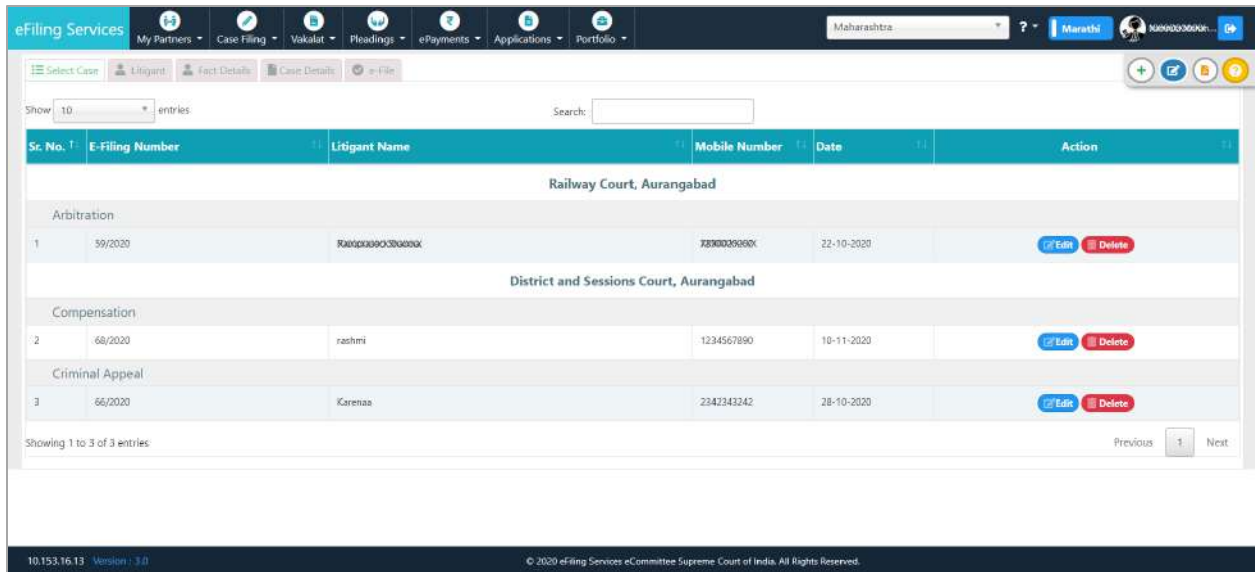 eFiling Services My Partners Case Filing Vakalat Pleadings ePayments Applications Portfolio Maharashtra ? Marathi
Select Case Litigant Fact Details Case Details e-File
Show 10 entries Search:
Sr. No. E-Filing Number Litigant Name Mobile Number Date Action
Railway Court, Aurangabad
Arbitration
1 59/2020 22-10-2020 Edit Delete
District and Sessions Court, Aurangabad
Compensation
2 68/2020 rashmi 1234567890 10-11-2020 Edit Delete
Criminal Appeal
3 66/2020 Karenaa 2342343242 28-10-2020 Edit Delete
Showing 1 to 3 of 3 entries Previous 1 Next
10.153.16.13 Version : 3.0 © 2020 eFiling Services eCommittee Supreme Court of India. All Rights Reserved.